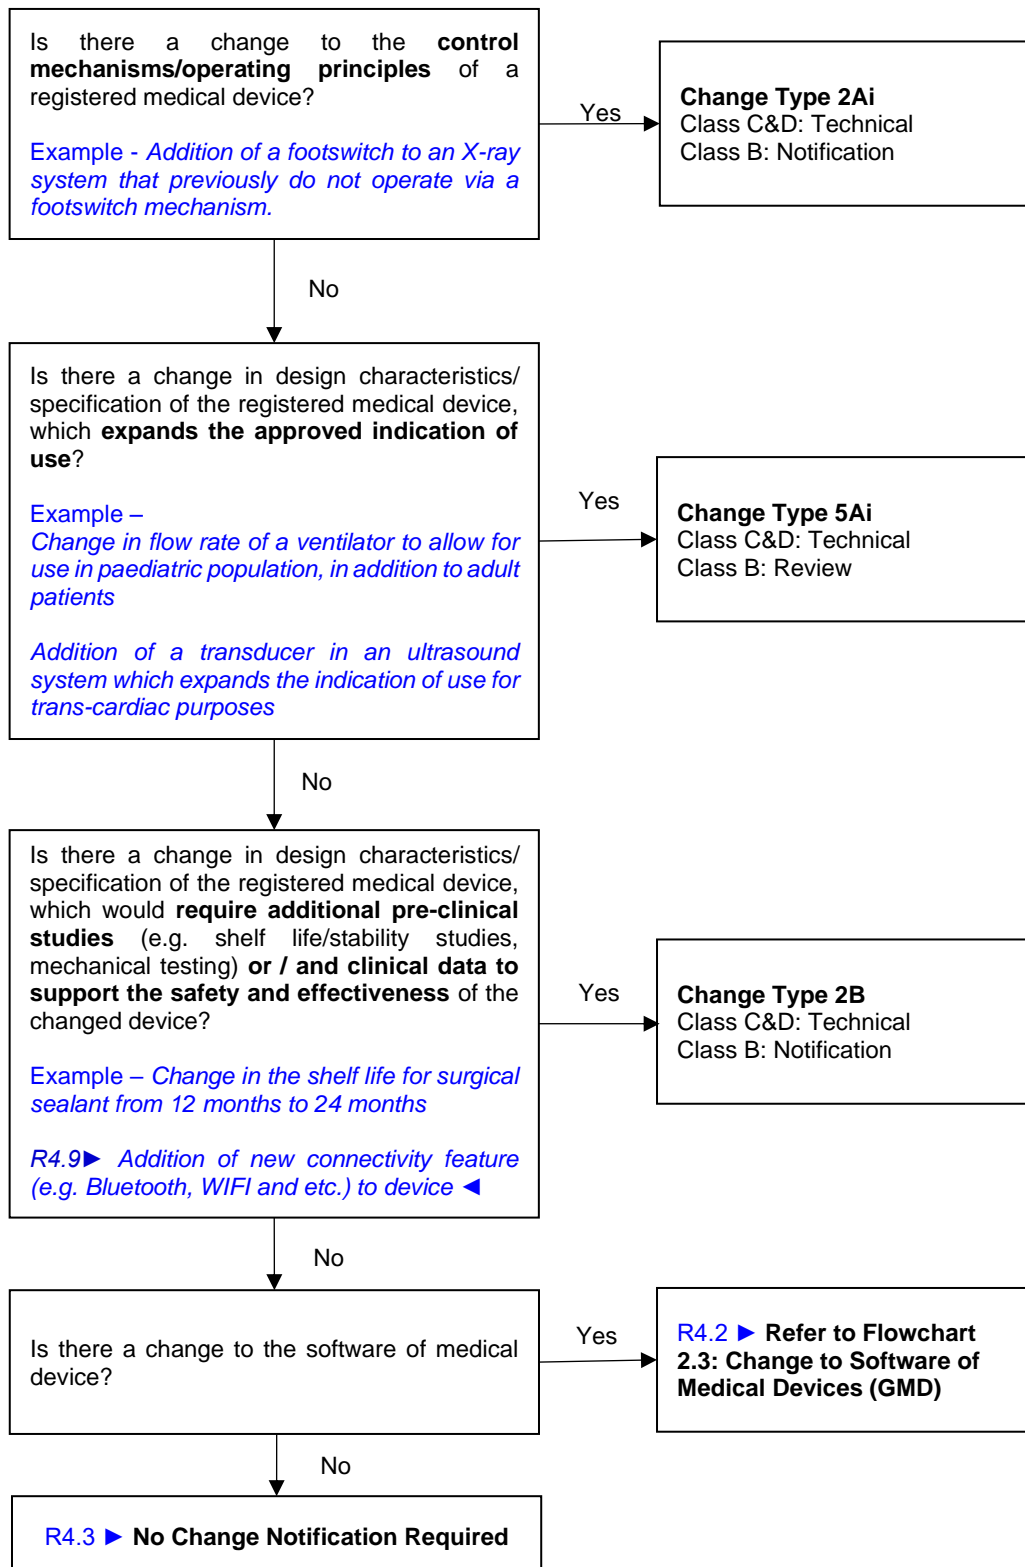 Is there a change to the control
mechanisms/operating principles of a
registered medical device?
Example - Addition of a footswitch to an X-ray
system that previously do not operate via a
footswitch mechanism.
Yes
Change Type 2Ai
Class C&D: Technical
Class B: Notification
No
Is there a change in design characteristics/
specification of the registered medical device,
which expands the approved indication of
use?
Example –
Change in flow rate of a ventilator to allow for
use in paediatric population, in addition to adult
patients
Addition of a transducer in an ultrasound
system which expands the indication of use for
trans-cardiac purposes
Yes
Change Type 5Ai
Class C&D: Technical
Class B: Review
No
Is there a change in design characteristics/
specification of the registered medical device,
which would require additional pre-clinical
studies (e.g. shelf life/stability studies,
mechanical testing) or / and clinical data to
support the safety and effectiveness of the
changed device?
Example – Change in the shelf life for surgical
sealant from 12 months to 24 months
R4.9► Addition of new connectivity feature
(e.g. Bluetooth, WIFI and etc.) to device ◄
Yes
Change Type 2B
Class C&D: Technical
Class B: Notification
No
Is there a change to the software of medical
device?
Yes
R4.2 ► Refer to Flowchart
2.3: Change to Software of
Medical Devices (GMD)
No
R4.3 ► No Change Notification Required